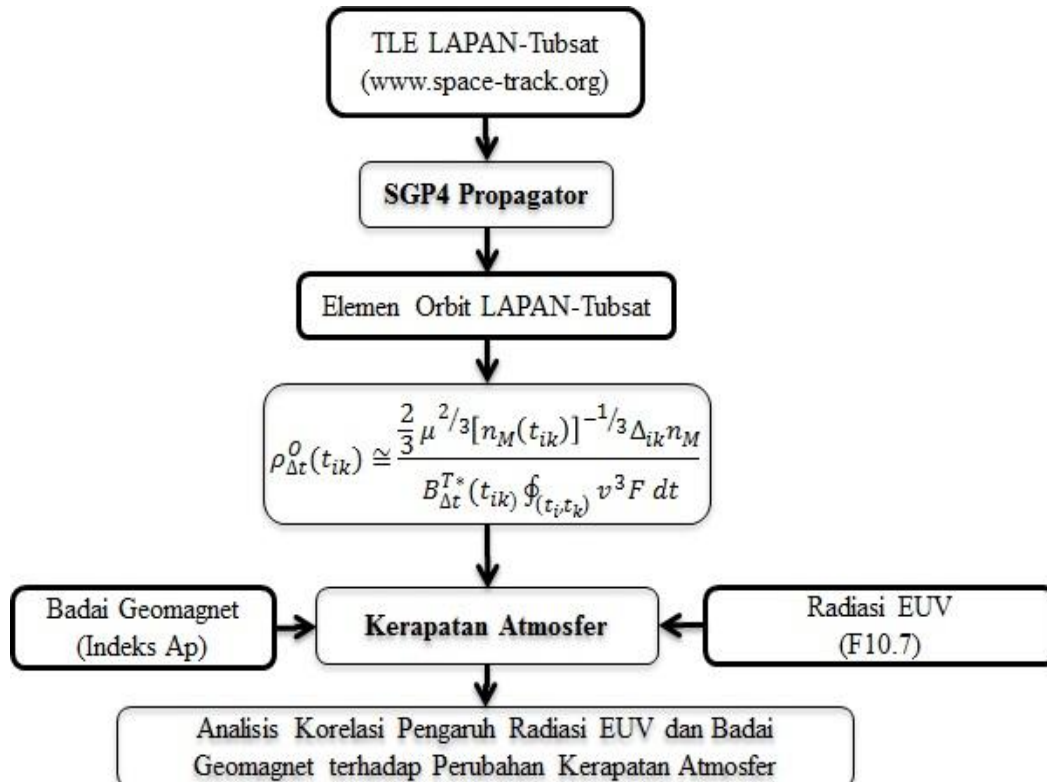 TLE LAPAN-Tubsat
(www.space-track.org)
SGP4 Propagator
Elemen Orbit LAPAN-Tubsat
ρ^O_Δt(t_ik) ≅ (2/3 μ^(2/3) [n_M(t_ik)]^(-1/3) Δ_ik n_M) / (B^(T*)_Δt(t_ik) ∮_(t_i,t_k) v^3 F dt)
Badai Geomagnet
(Indeks Ap)
Kerapatan Atmosfer
Radiasi EUV
(F10.7)
Analisis Korelasi Pengaruh Radiasi EUV dan Badai
Geomagnet terhadap Perubahan Kerapatan Atmosfer